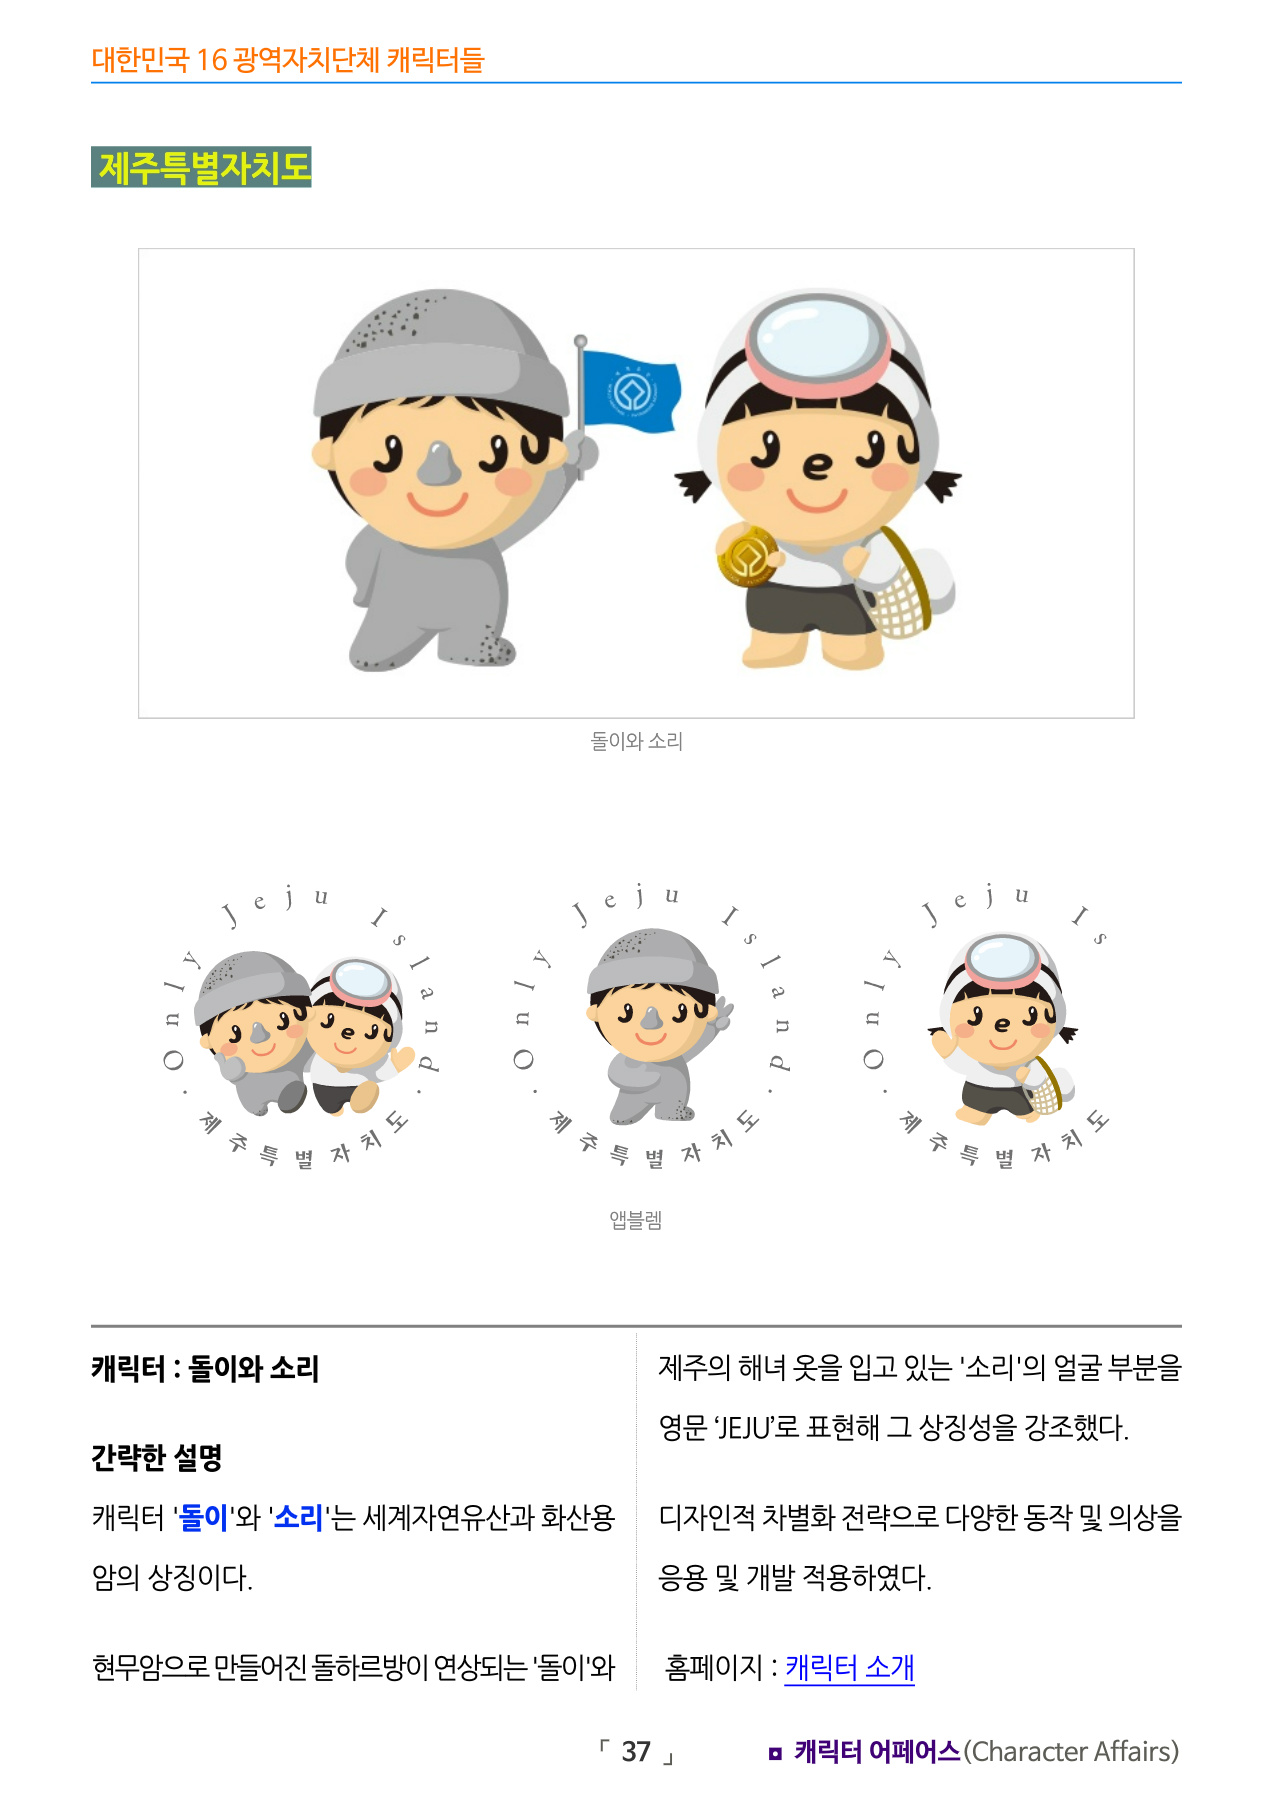 대한민국 16 광역자치단체 캐릭터들
제주특별자치도
돌이와 소리
Only Jeju Island
· 제주특별자치도 ·
Only Jeju Island
· 제주특별자치도 ·
Only Jeju Is
· 제주특별자치도
앱블렘
캐릭터 : 돌이와 소리
간략한 설명
캐릭터 '돌이'와 '소리'는 세계자연유산과 화산용
암의 상징이다.
현무암으로 만들어진 돌하르방이 연상되는 '돌이'와
제주의 해녀 옷을 입고 있는 '소리'의 얼굴 부분을
영문 ‘JEJU’로 표현해 그 상징성을 강조했다.
디자인적 차별화 전략으로 다양한 동작 및 의상을
응용 및 개발 적용하였다.
홈페이지 : 캐릭터 소개
「 37 」
캐릭터 어페어스(Character Affairs)